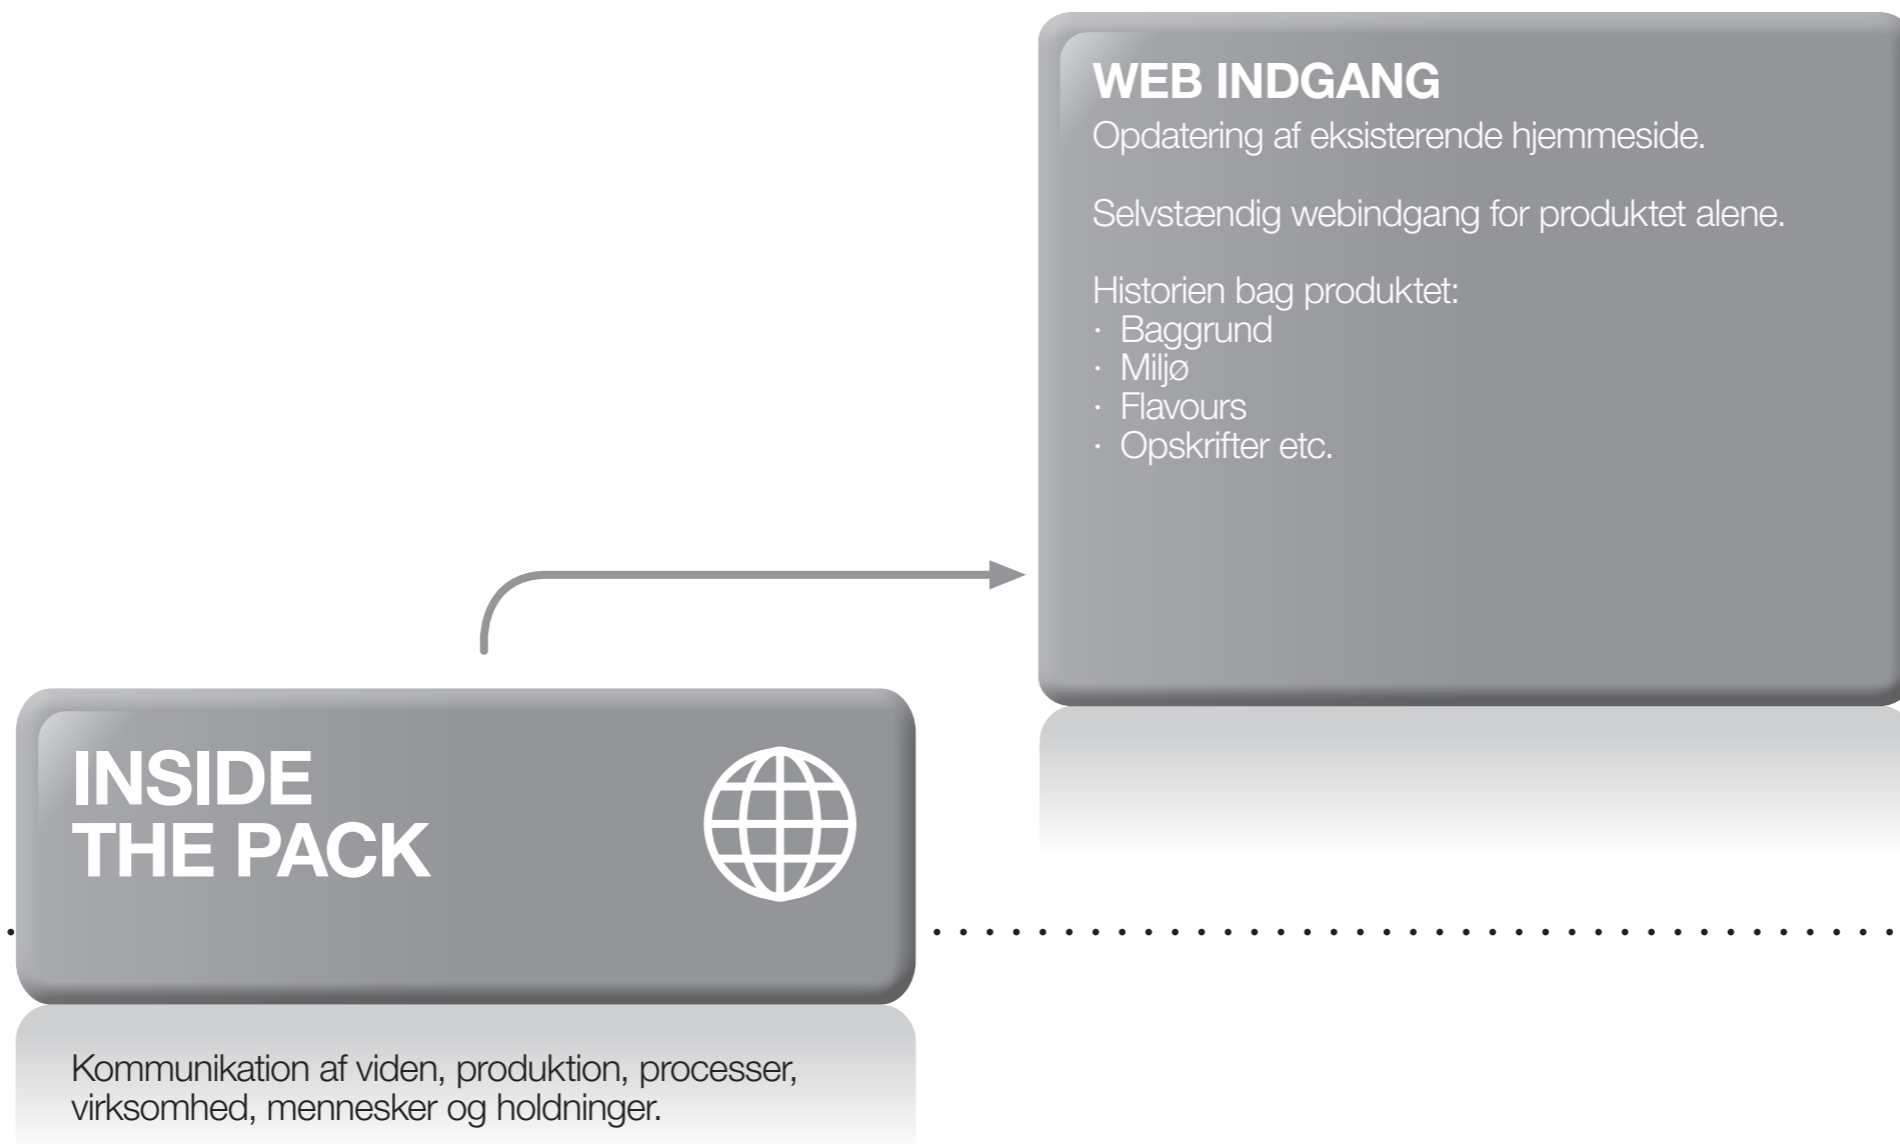 WEB INDGANG
Opdatering af eksisterende hjemmeside.
Selvstændig webindgang for produktet alene.
Historien bag produktet:
· Baggrund
· Miljø
· Flavours
· Opskrifter etc.
INSIDE
THE PACK
Kommunikation af viden, produktion, processer,
virksomhed, mennesker og holdninger.